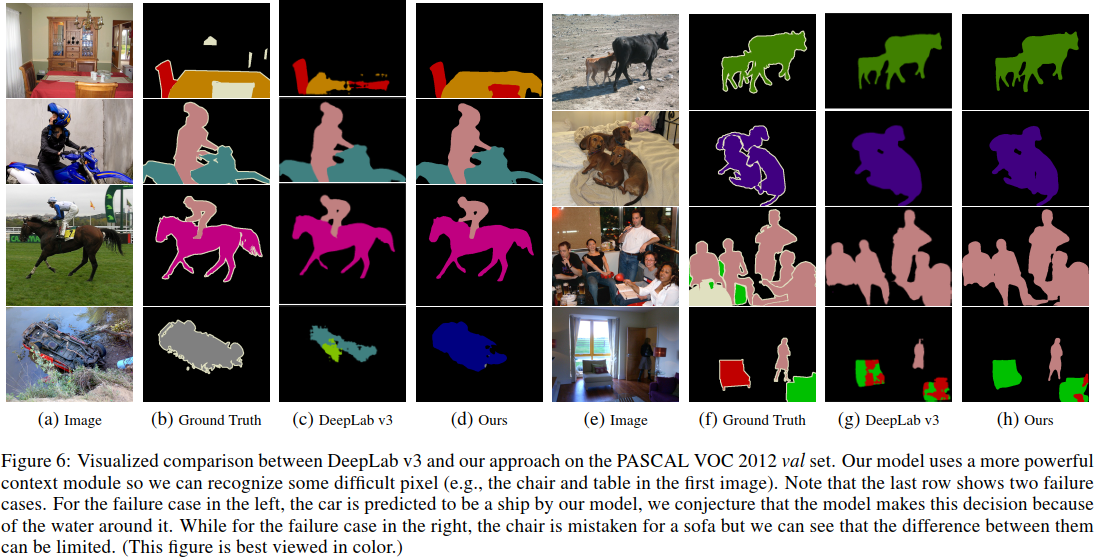 (a) Image (b) Ground Truth (c) DeepLab v3 (d) Ours (e) Image (f) Ground Truth (g) DeepLab v3 (h) Ours
Figure 6: Visualized comparison between DeepLab v3 and our approach on the PASCAL VOC 2012 val set. Our model uses a more powerful
context module so we can recognize some difficult pixel (e.g., the chair and table in the first image). Note that the last row shows two failure
cases. For the failure case in the left, the car is predicted to be a ship by our model, we conjecture that the model makes this decision because
of the water around it. While for the failure case in the right, the chair is mistaken for a sofa but we can see that the difference between them
can be limited. (This figure is best viewed in color.)